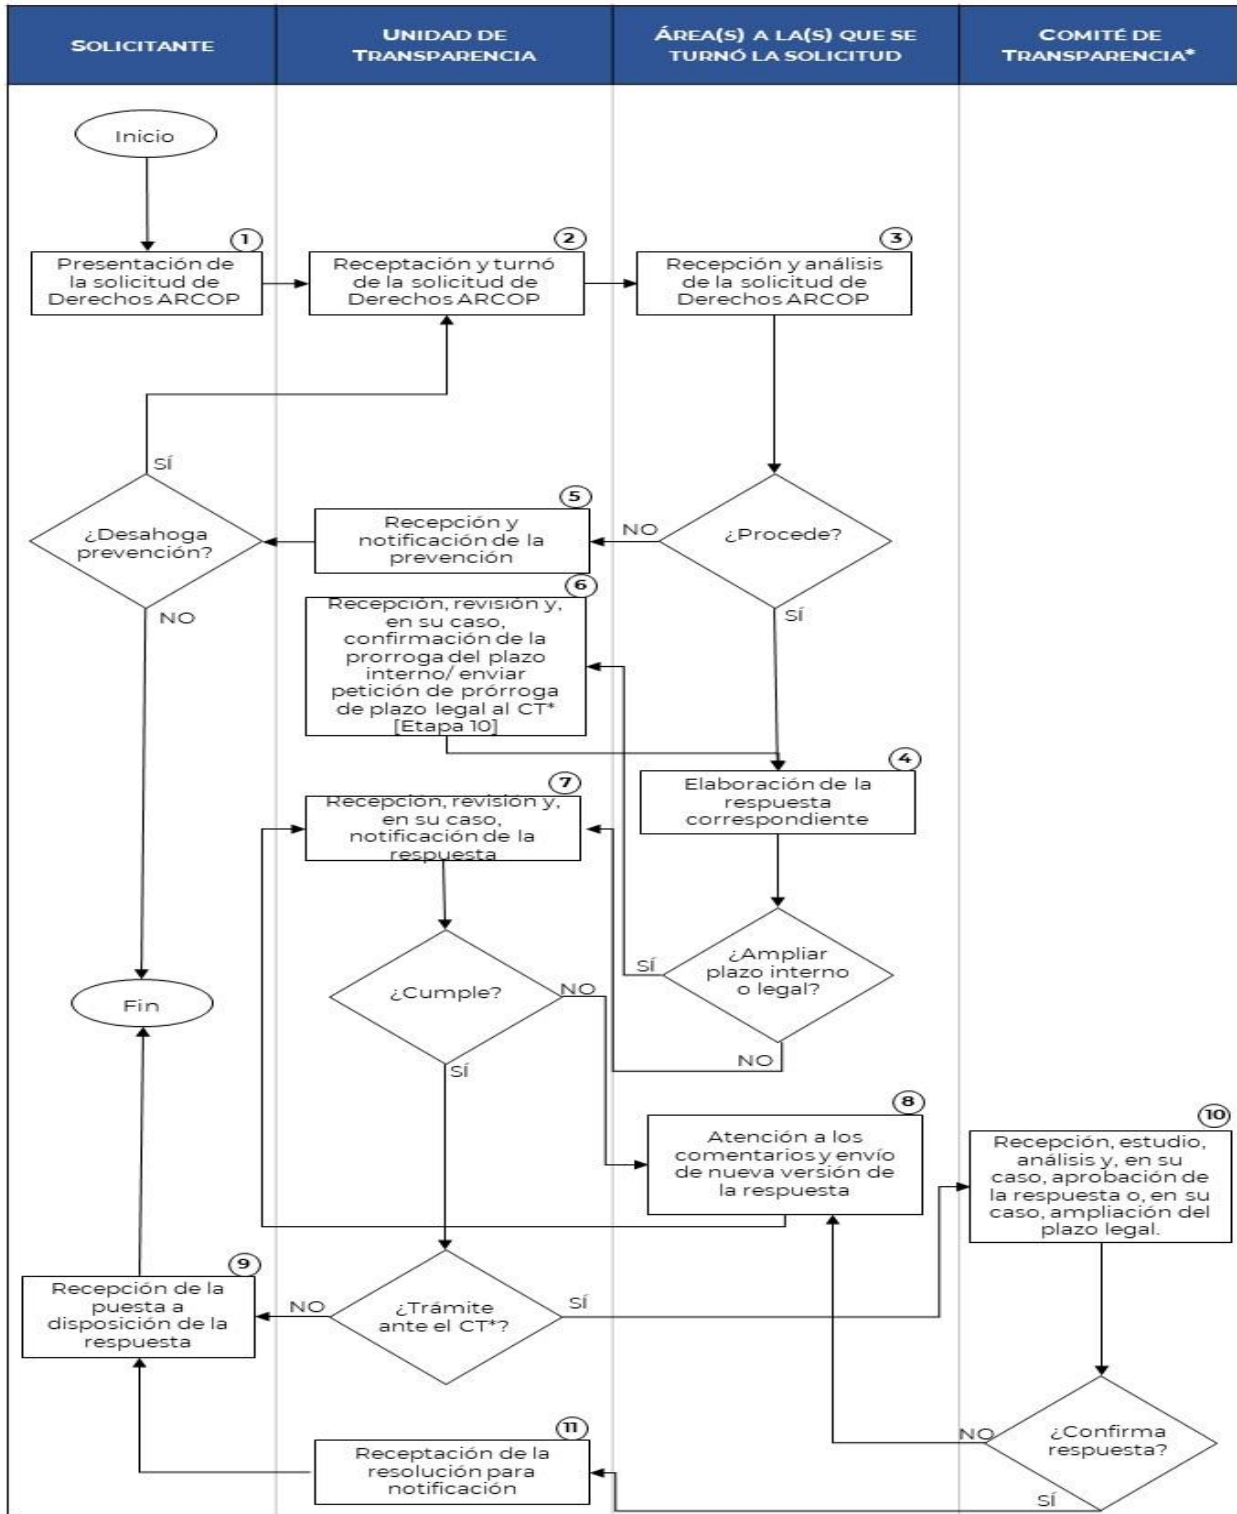 SOLICITANTE
UNIDAD DE
TRANSPARENCIA
ÁREA(S) A LA(S) QUE SE
TURNÓ LA SOLICITUD
COMITÉ DE
TRANSPARENCIA*
Inicio
1
Presentación de
la solicitud de
Derechos ARCOP
2
Receptación y turnó
de la solicitud de
Derechos ARCOP
3
Recepción y análisis
de la solicitud de
Derechos ARCOP
SÍ
¿Desahoga
prevención?
NO
5
Recepción y
notificación de la
prevención
NO
¿Procede?
SÍ
6
Recepción, revisión y,
en su caso,
confirmación de la
prorroga del plazo
interno/ enviar
petición de prórroga
de plazo legal al CT*
[Etapa 10]
4
Elaboración de la
respuesta
correspondiente
7
Recepción, revisión y,
en su caso,
notificación de la
respuesta
SÍ
¿Ampliar
plazo interno
o legal?
NO
Fin
¿Cumple?
NO
SÍ
8
Atención a los
comentarios y envío
de nueva versión de
la respuesta
10
Recepción, estudio,
análisis y, en su
caso, aprobación de
la respuesta o, en su
caso, ampliación del
plazo legal.
9
Recepción de la
puesta a
disposición de la
respuesta
NO
¿Trámite
ante el CT*?
SÍ
11
Receptación de la
resolución para
notificación
NO
¿Confirma
respuesta?
SÍ